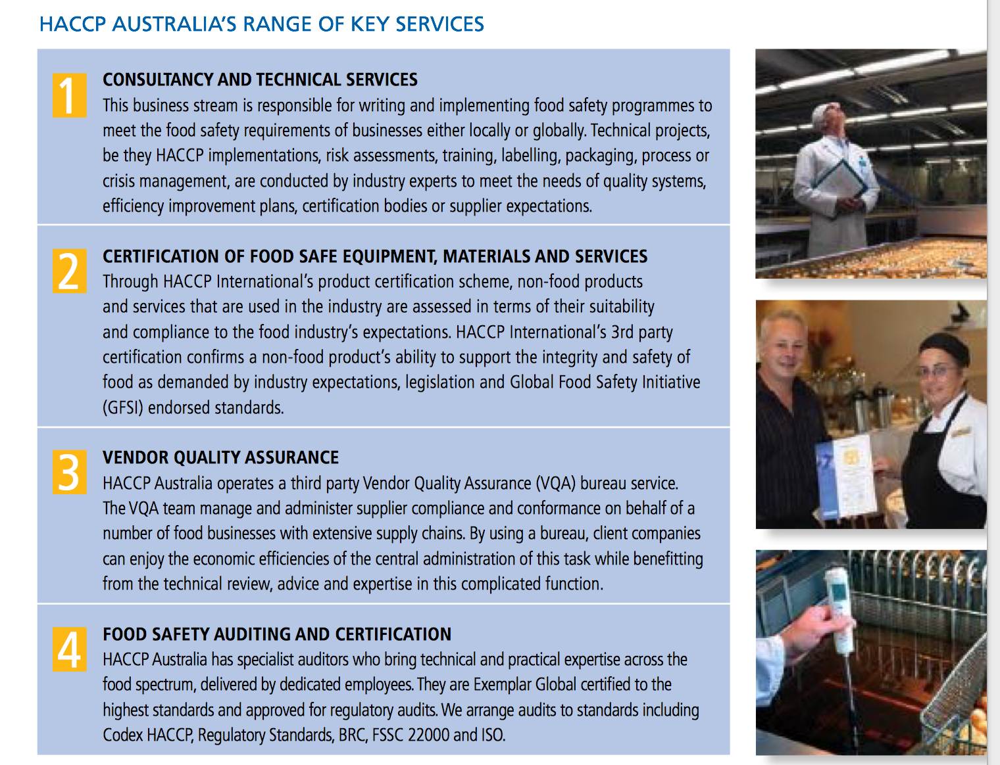 HACCP AUSTRALIA'S RANGE OF KEY SERVICES
1
CONSULTANCY AND TECHNICAL SERVICES
This business stream is responsible for writing and implementing food safety programmes to
meet the food safety requirements of businesses either locally or globally. Technical projects,
be they HACCP implementations, risk assessments, training, labelling, packaging, process or
crisis management, are conducted by industry experts to meet the needs of quality systems,
efficiency improvement plans, certification bodies or supplier expectations.
2
CERTIFICATION OF FOOD SAFE EQUIPMENT, MATERIALS AND SERVICES
Through HACCP International's product certification scheme, non-food products
and services that are used in the industry are assessed in terms of their suitability
and compliance to the food industry's expectations. HACCP International's 3rd party
certification confirms a non-food product's ability to support the integrity and safety of
food as demanded by industry expectations, legislation and Global Food Safety Initiative
(GFSI) endorsed standards.
3
VENDOR QUALITY ASSURANCE
HACCP Australia operates a third party Vendor Quality Assurance (VQA) bureau service.
The VQA team manage and administer supplier compliance and conformance on behalf of a
number of food businesses with extensive supply chains. By using a bureau, client companies
can enjoy the economic efficiencies of the central administration of this task while benefitting
from the technical review, advice and expertise in this complicated function.
4
FOOD SAFETY AUDITING AND CERTIFICATION
HACCP Australia has specialist auditors who bring technical and practical expertise across the
food spectrum, delivered by dedicated employees. They are Exemplar Global certified to the
highest standards and approved for regulatory audits. We arrange audits to standards including
Codex HACCP, Regulatory Standards, BRC, FSSC 22000 and ISO.